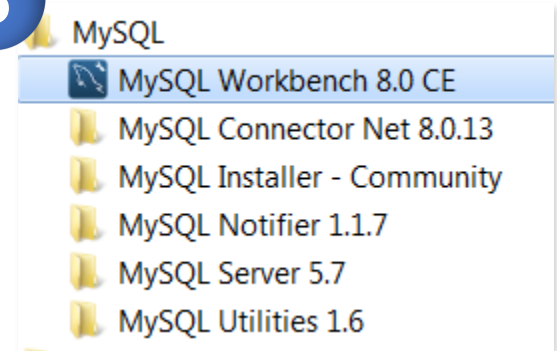 MySQL
MySQL Workbench 8.0 CE
MySQL Connector Net 8.0.13
MySQL Installer - Community
MySQL Notifier 1.1.7
MySQL Server 5.7
MySQL Utilities 1.6